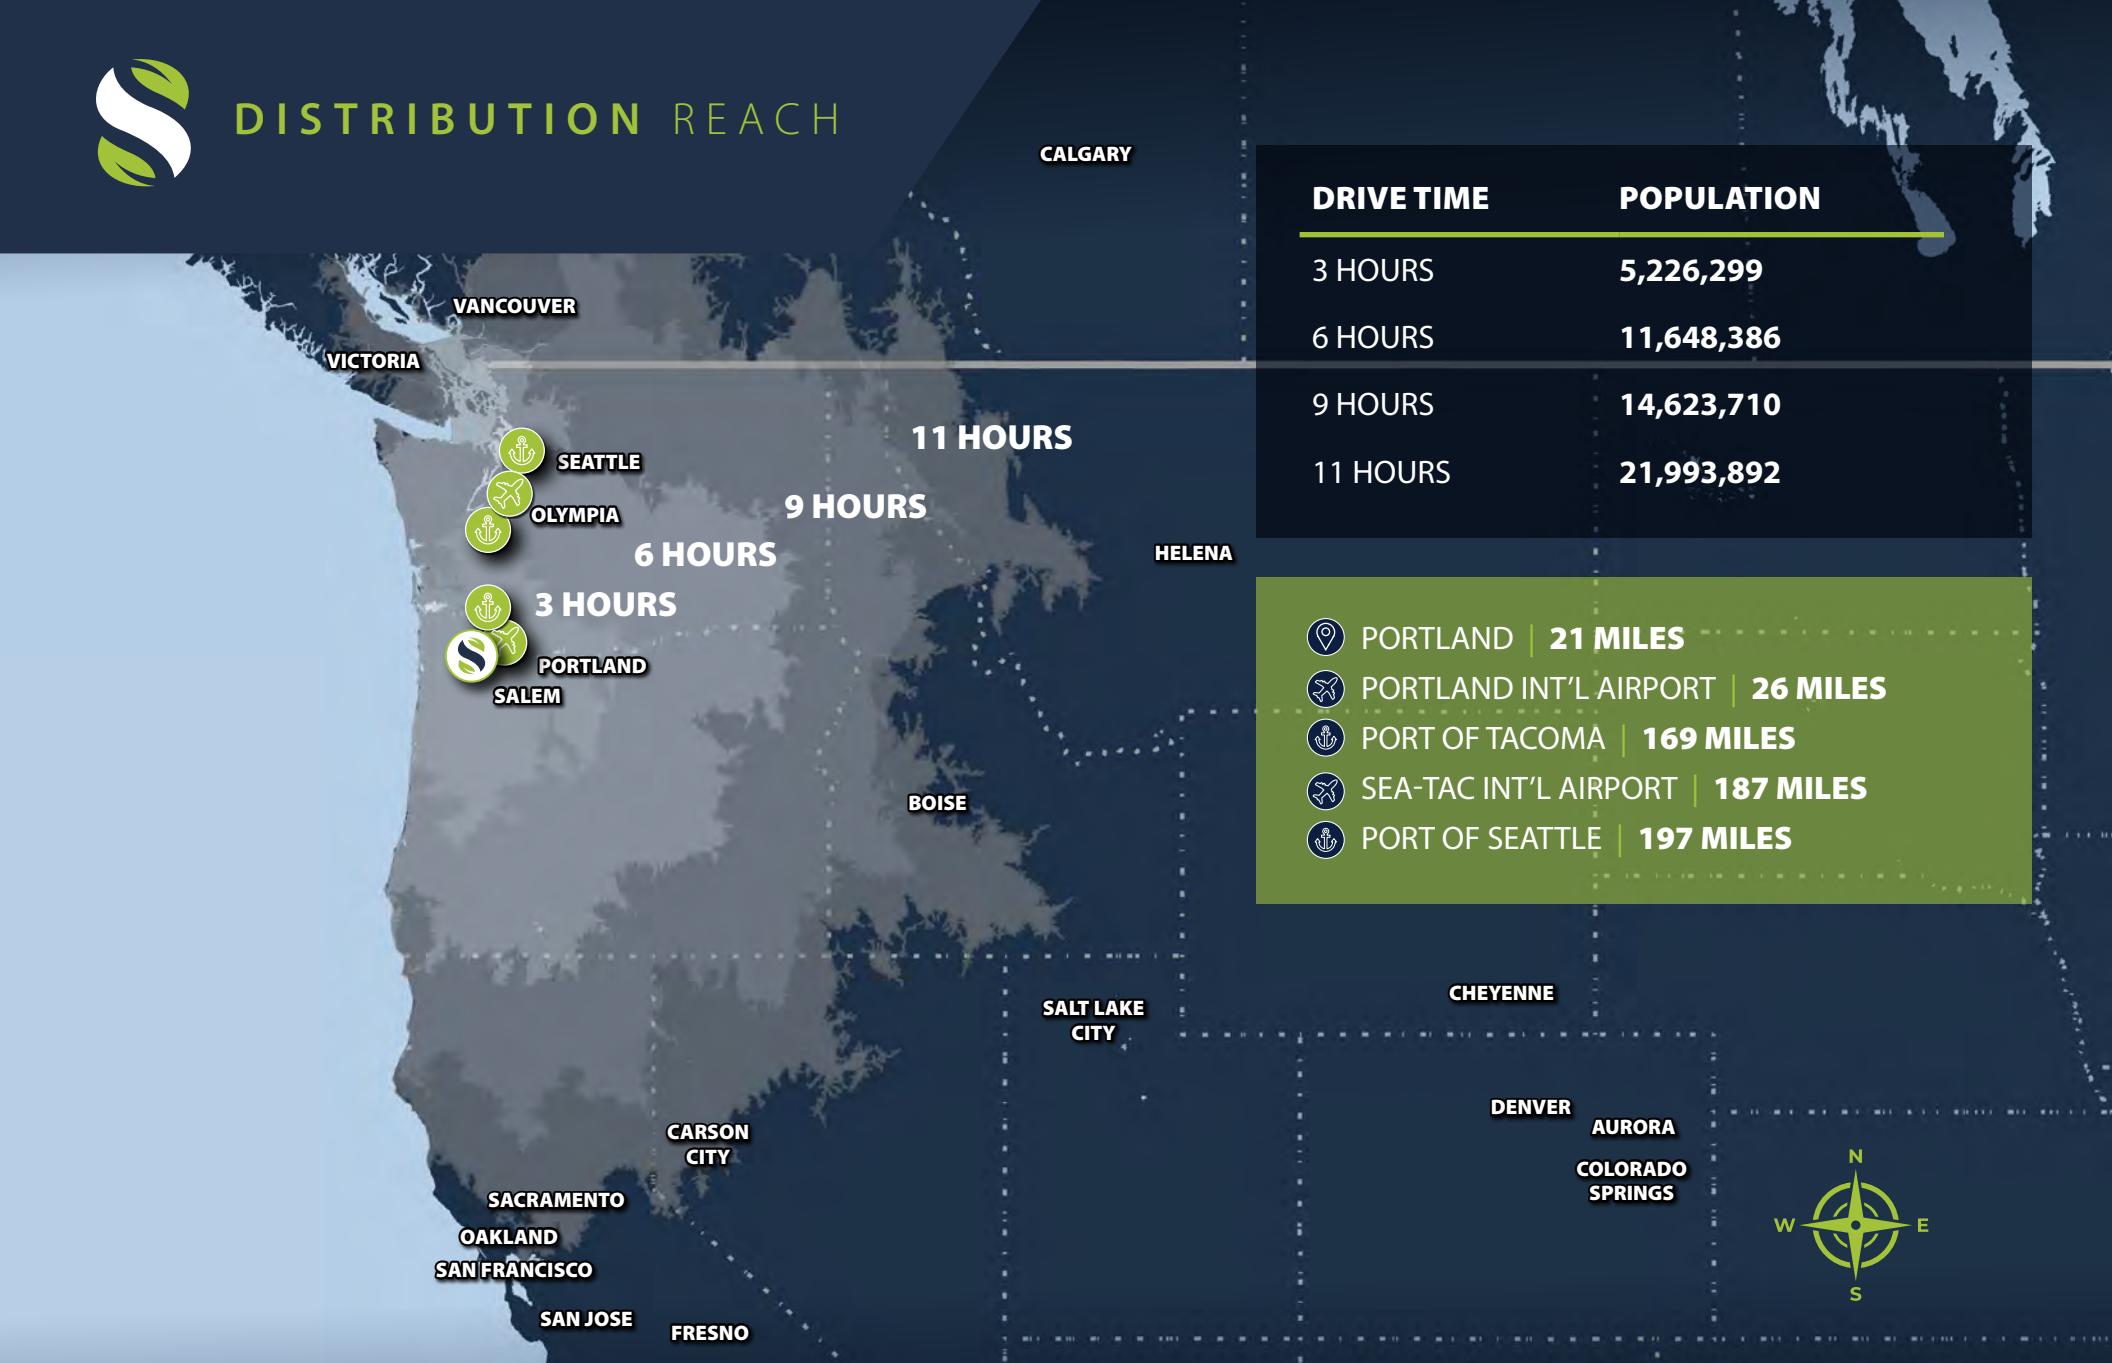 DISTRIBUTION REACH
CALGARY
VANCOUVER
VICTORIA
SEATTLE
OLYMPIA
PORTLAND
SALEM
3 HOURS
6 HOURS
9 HOURS
11 HOURS
HELENA
BOISE
SALT LAKE
CITY
CHEYENNE
DENVER
AURORA
COLORADO
SPRINGS
CARSON
CITY
SACRAMENTO
OAKLAND
SAN FRANCISCO
SAN JOSE
FRESNO
DRIVE TIME POPULATION
3 HOURS 5,226,299
6 HOURS 11,648,386
9 HOURS 14,623,710
11 HOURS 21,993,892
PORTLAND | 21 MILES
PORTLAND INT'L AIRPORT | 26 MILES
PORT OF TACOMA | 169 MILES
SEA-TAC INT'L AIRPORT | 187 MILES
PORT OF SEATTLE | 197 MILES
N
W E
S